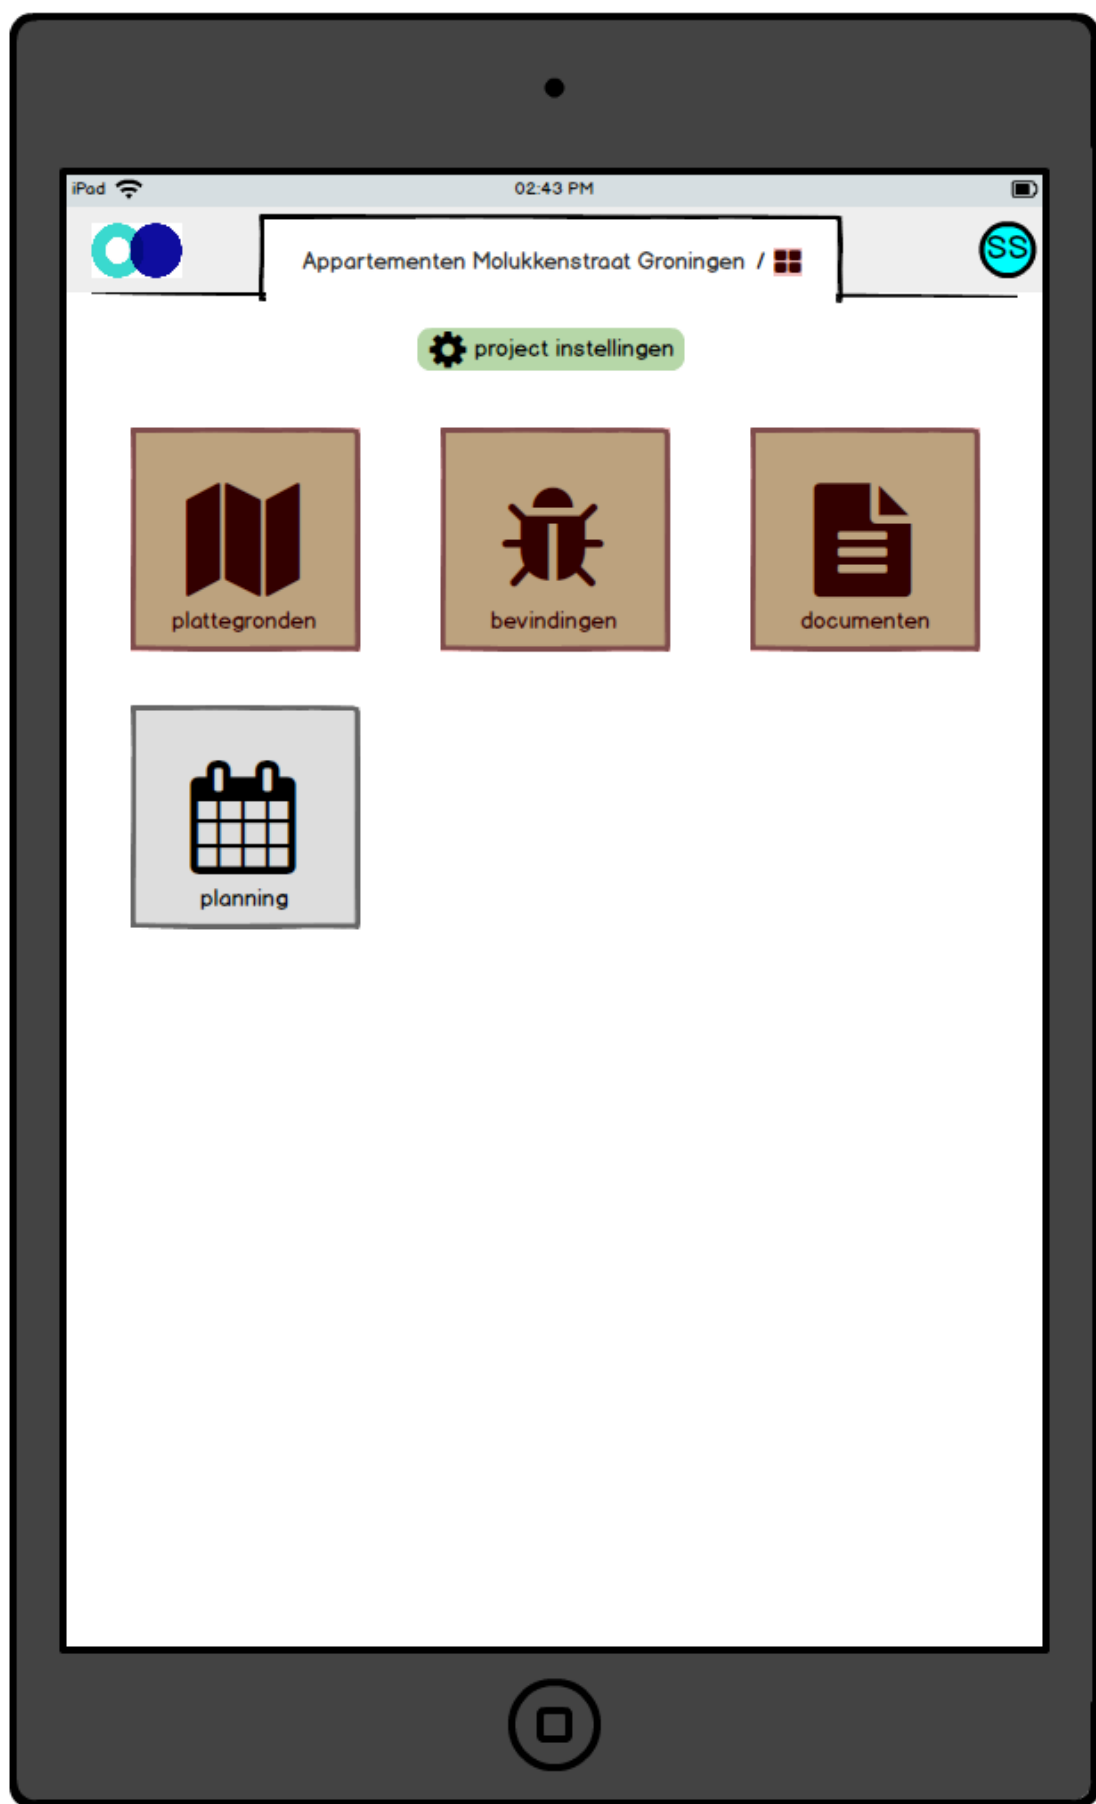 iPad 02:43 PM
Appartementen Molukkenstraat Groningen /
SS
project instellingen
plattegronden bevindingen documenten
planning